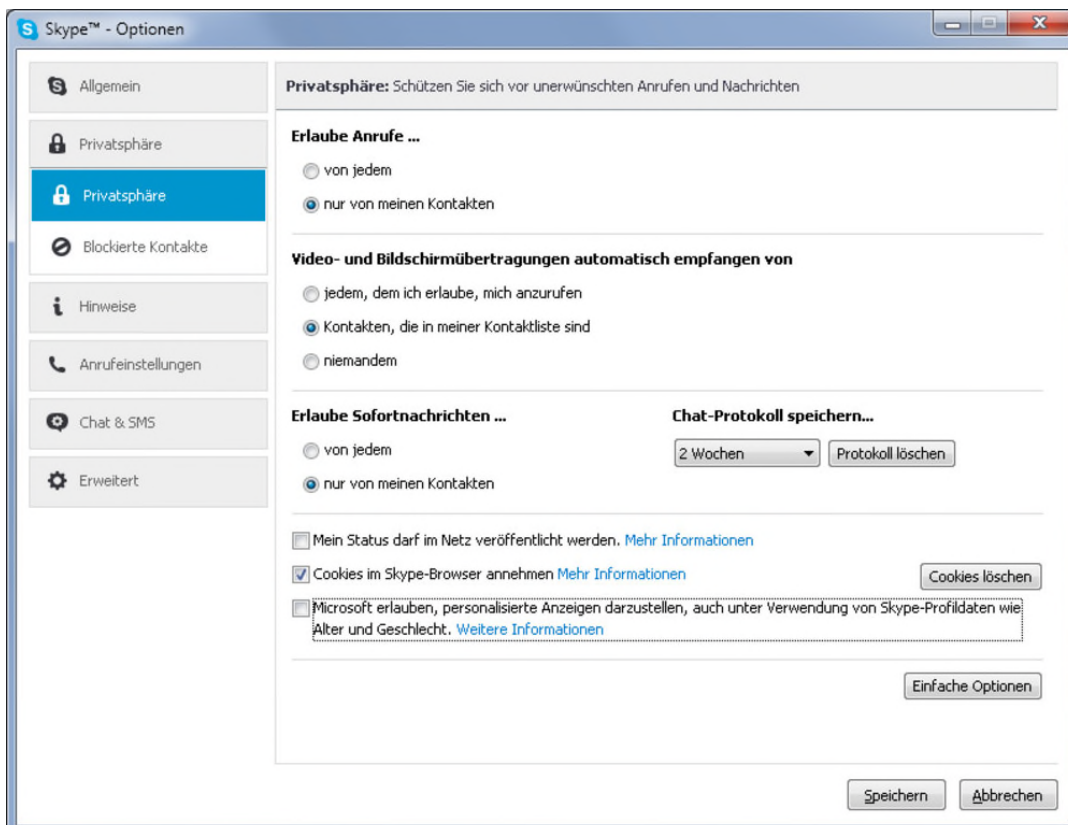 Skype™ - Optionen
Allgemein
Privatsphäre
Privatsphäre
Blockierte Kontakte
Hinweise
Anrufeinstellungen
Chat & SMS
Erweitert
Privatsphäre: Schützen Sie sich vor unerwünschten Anrufen und Nachrichten
Erlaube Anrufe ...
von jedem
nur von meinen Kontakten
Video- und Bildschirmübertragungen automatisch empfangen von
jedem, dem ich erlaube, mich anzurufen
Kontakten, die in meiner Kontaktliste sind
niemandem
Erlaube Sofortnachrichten ...
von jedem
nur von meinen Kontakten
Chat-Protokoll speichern...
2 Wochen
Protokoll löschen
Mein Status darf im Netz veröffentlicht werden. Mehr Informationen
Cookies im Skype-Browser annehmen Mehr Informationen
Cookies löschen
Microsoft erlauben, personalisierte Anzeigen darzustellen, auch unter Verwendung von Skype-Profildaten wie
Alter und Geschlecht. Weitere Informationen
Einfache Optionen
Speichern
Abbrechen